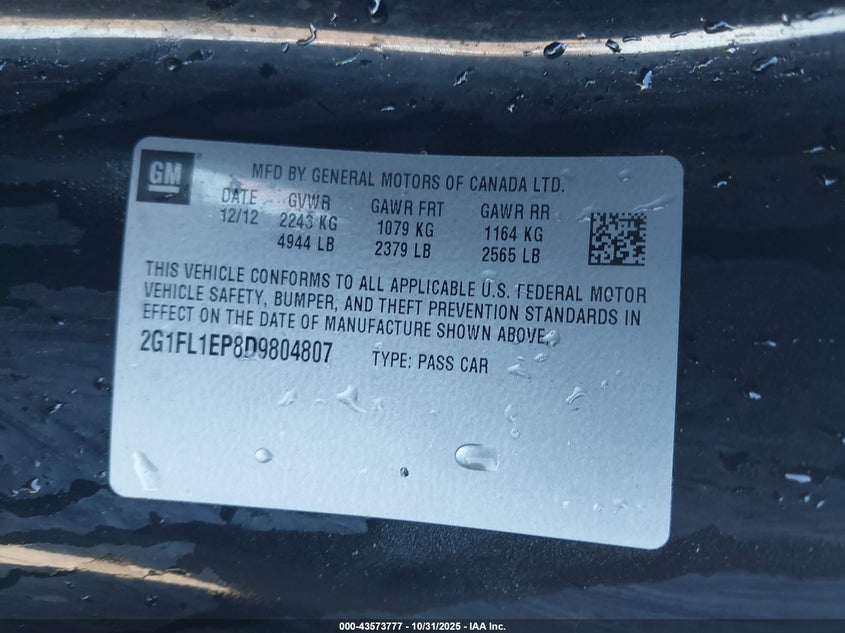 GM
MFD BY GENERAL MOTORS OF CANADA LTD.
DATE GVWR GAWR FRT GAWR RR
12/12 2243 KG 1079 KG 1164 KG
4944 LB 2379 LB 2565 LB
THIS VEHICLE CONFORMS TO ALL APPLICABLE U.S. FEDERAL MOTOR
VEHICLE SAFETY, BUMPER, AND THEFT PREVENTION STANDARDS IN
EFFECT ON THE DATE OF MANUFACTURE SHOWN ABOVE.
2G1FL1EP8D9804807 TYPE: PASS CAR
000-43573777 - 10/31/2025 - IAA Inc.